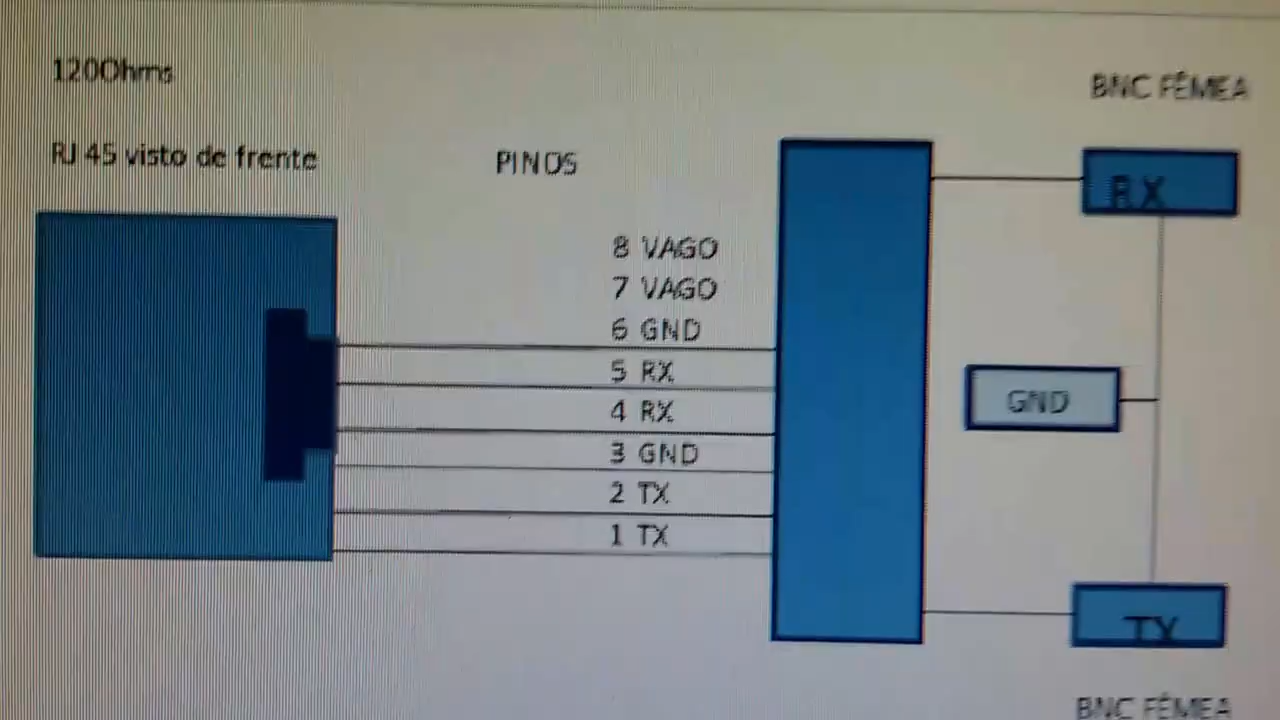 120Ohms
BNC FÊMEA
RJ 45 visto de frente
PINOS
RX
8 VAGO
7 VAGO
6 GND
5 RX
4 RX
GND
3 GND
2 TX
1 TX
TX
BNC FÊMEA